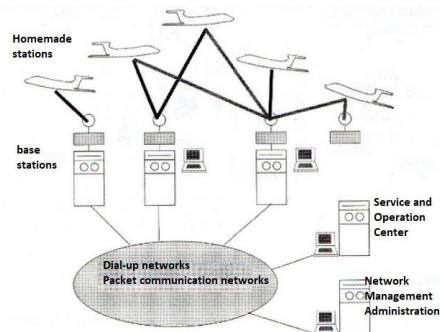 Homemade
stations
base
stations
Service and
Operation
Center
Dial-up networks
Packet communication networks
Network
Management
Administration